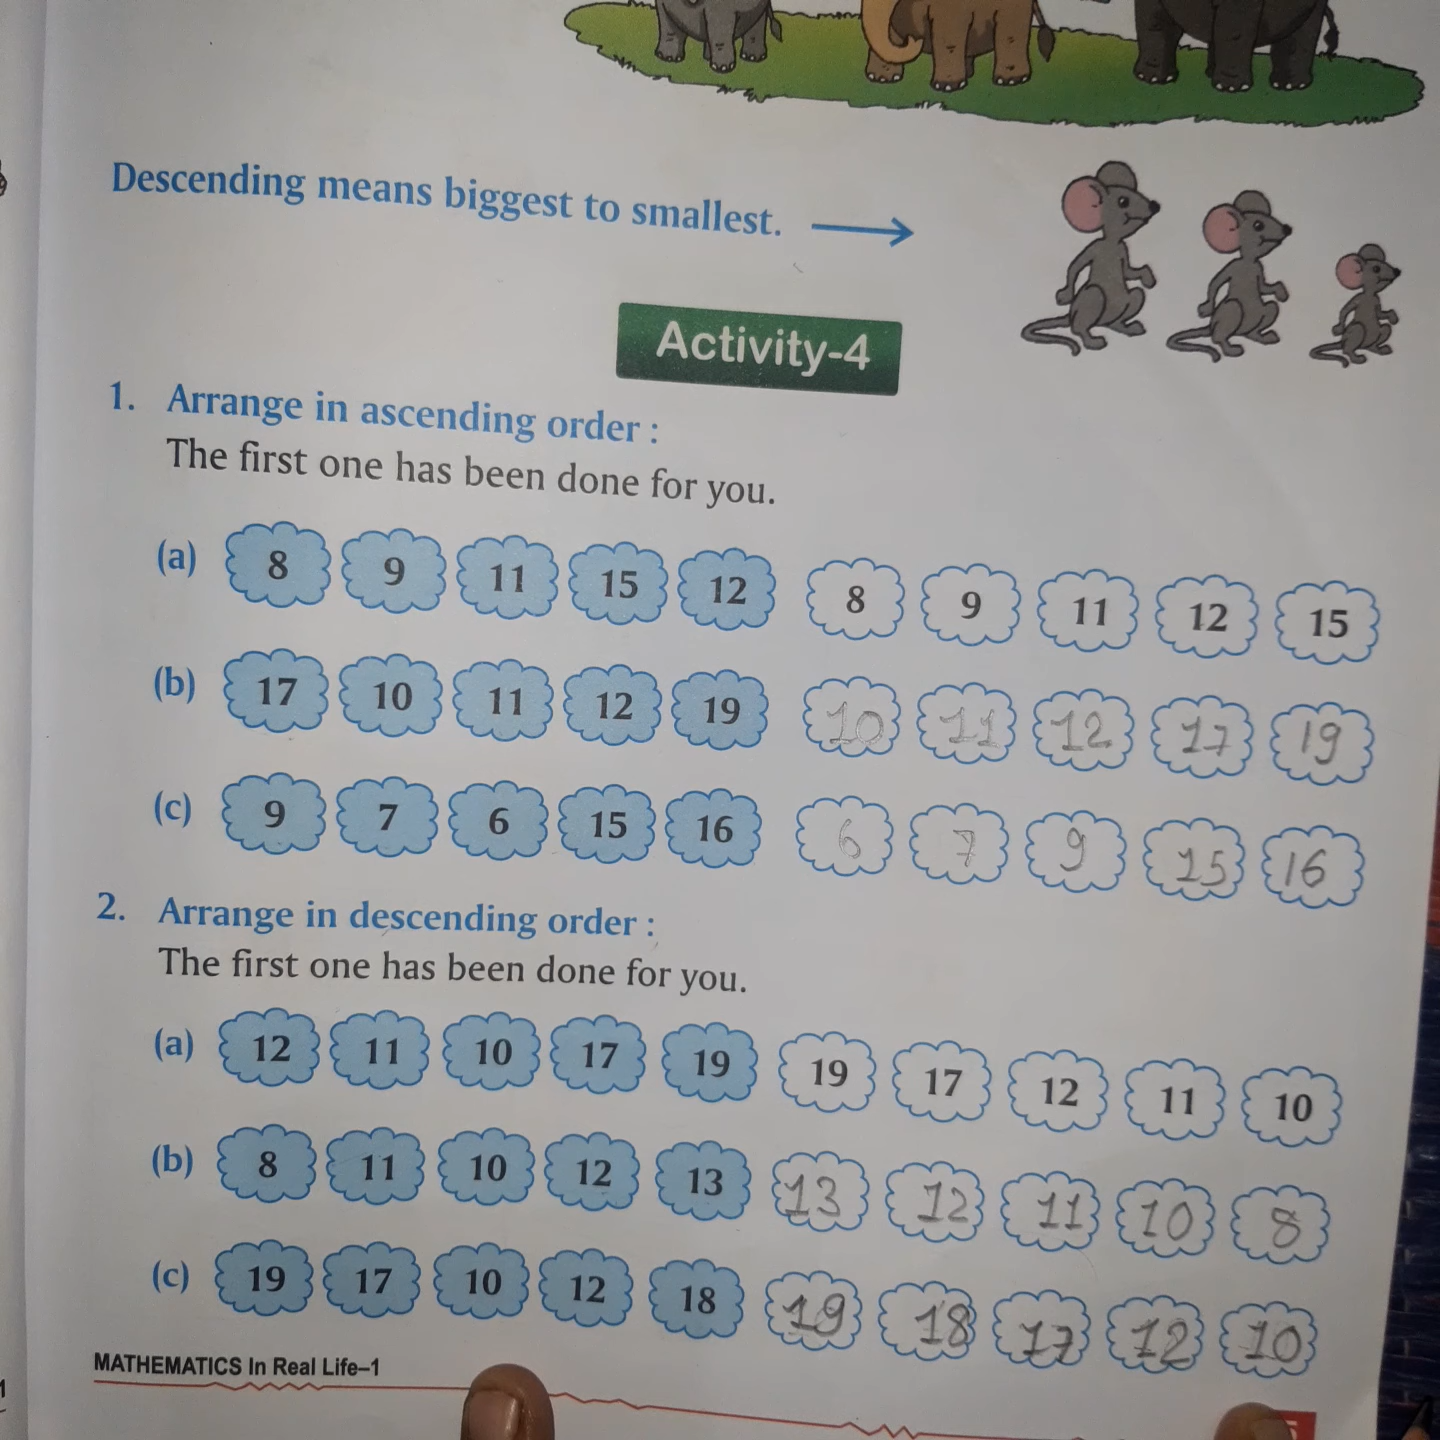 Descending means biggest to smallest.
Activity-4
1. Arrange in ascending order :
The first one has been done for you.
(a) 8 9 11 15 12 8 9 11 12 15
(b) 17 10 11 12 19 10 11 12 17 19
(c) 9 7 6 15 16 6 7 9 15 16
2. Arrange in descending order :
The first one has been done for you.
(a) 12 11 10 17 19 19 17 12 11 10
(b) 8 11 10 12 13 13 12 11 10 8
(c) 19 17 10 12 18 19 18 17 12 10
MATHEMATICS In Real Life–1